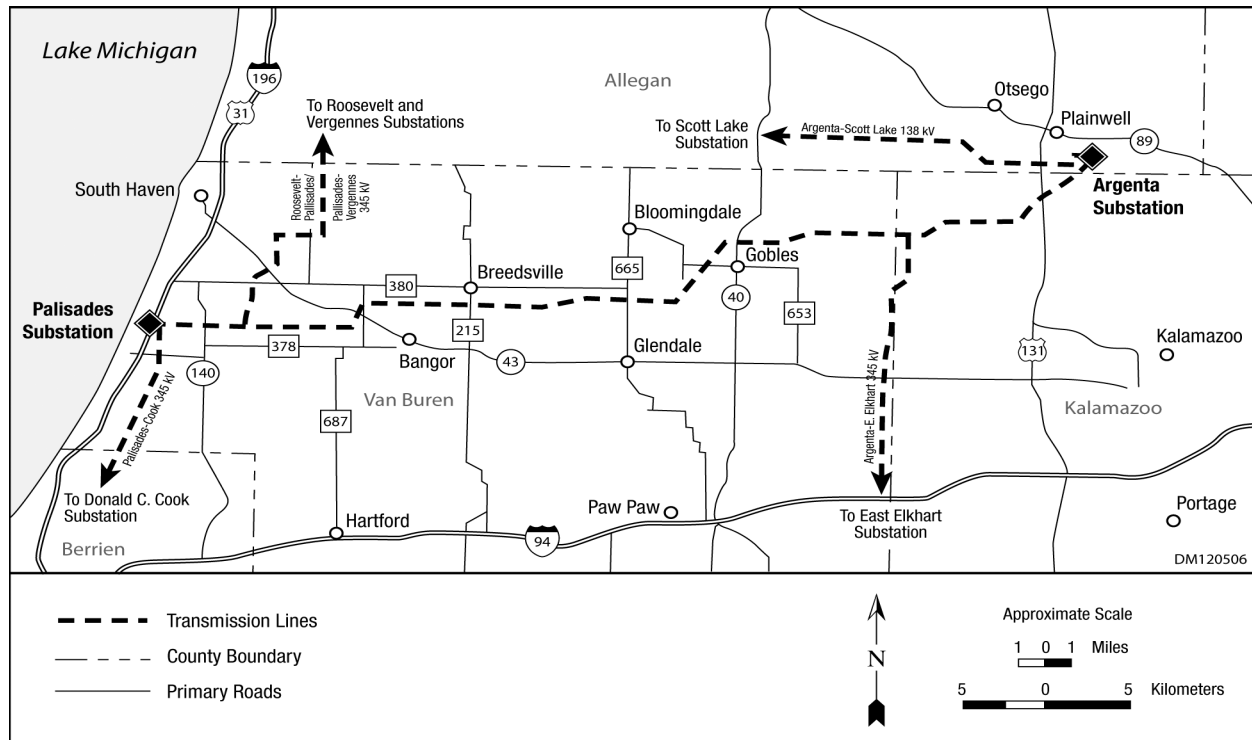 Lake Michigan
196
31
To Roosevelt and
Vergennes Substations
Allegan
Otsego
Plainwell
To Scott Lake
Substation
Argenta-Scott Lake 138 kV
89
Argenta
Substation
South Haven
Roosevelt-
Pallisades/
Pallisades-
Vergennes
345 kV
Bloomingdale
Gobles
665
380
Breedsville
40
653
Palisades
Substation
215
378
Bangor
43
Glendale
131
Kalamazoo
140
Van Buren
687
Palisades-Cook 345 kV
Argenta-E. Elkhart 345 kV
Kalamazoo
To Donald C. Cook
Substation
Berrien
Hartford
Paw Paw
94
To East Elkhart
Substation
Portage
DM120506
Transmission Lines
County Boundary
Primary Roads
N
Approximate Scale
1 0 1 Miles
5 0 5 Kilometers